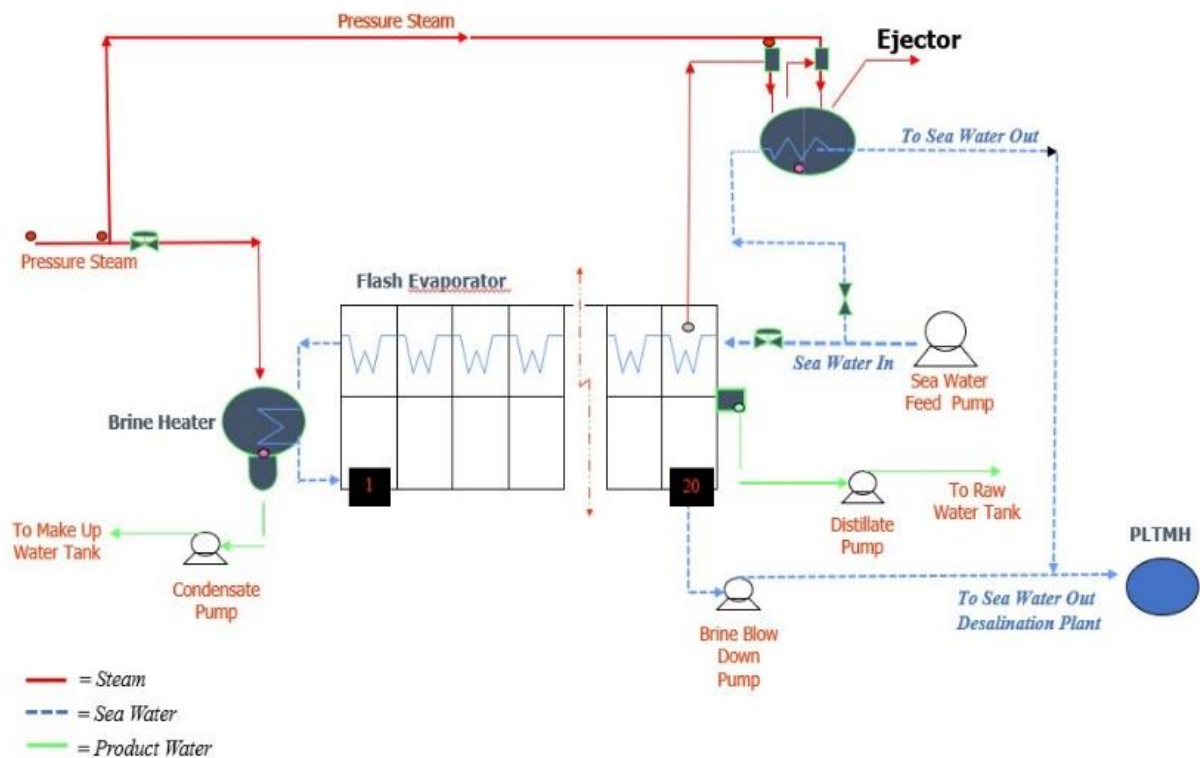 Pressure Steam
Ejector
To Sea Water Out
Pressure Steam
Flash Evaporator
Sea Water In
Sea Water
Feed Pump
Brine Heater
1
20
To Raw
Water Tank
To Make Up
Water Tank
Distillate
Pump
PLTMH
Condensate
Pump
To Sea Water Out
Desalination Plant
Brine Blow
Down
Pump
= Steam
= Sea Water
= Product Water